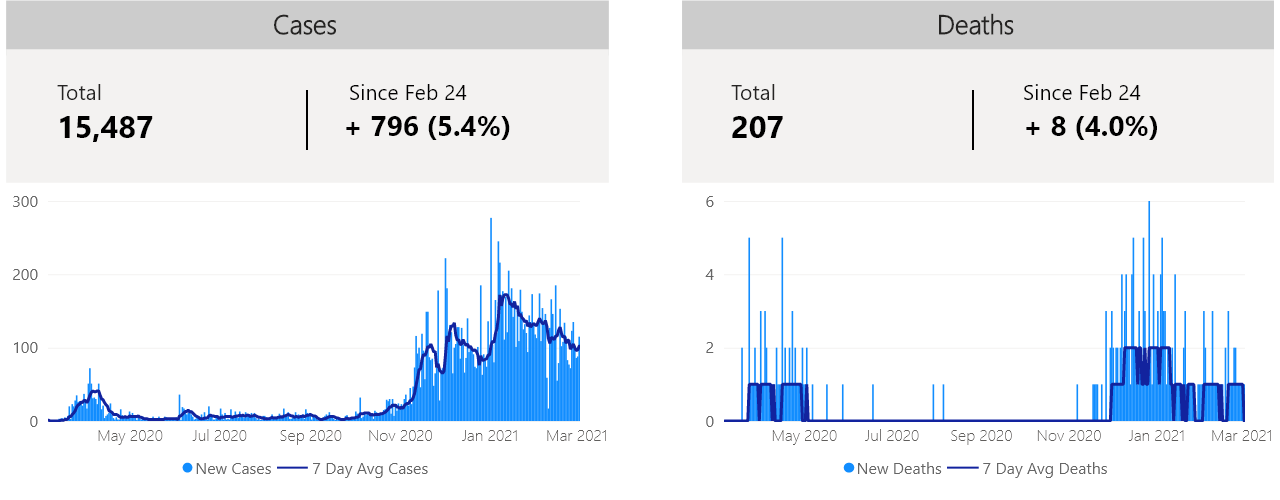 Cases
Total
15,487
Since Feb 24
+ 796 (5.4%)
300
200
100
0
May 2020 Jul 2020 Sep 2020 Nov 2020 Jan 2021 Mar 2021
New Cases 7 Day Avg Cases
Deaths
Total
207
Since Feb 24
+ 8 (4.0%)
6
4
2
0
May 2020 Jul 2020 Sep 2020 Nov 2020 Jan 2021 Mar 2021
New Deaths 7 Day Avg Deaths